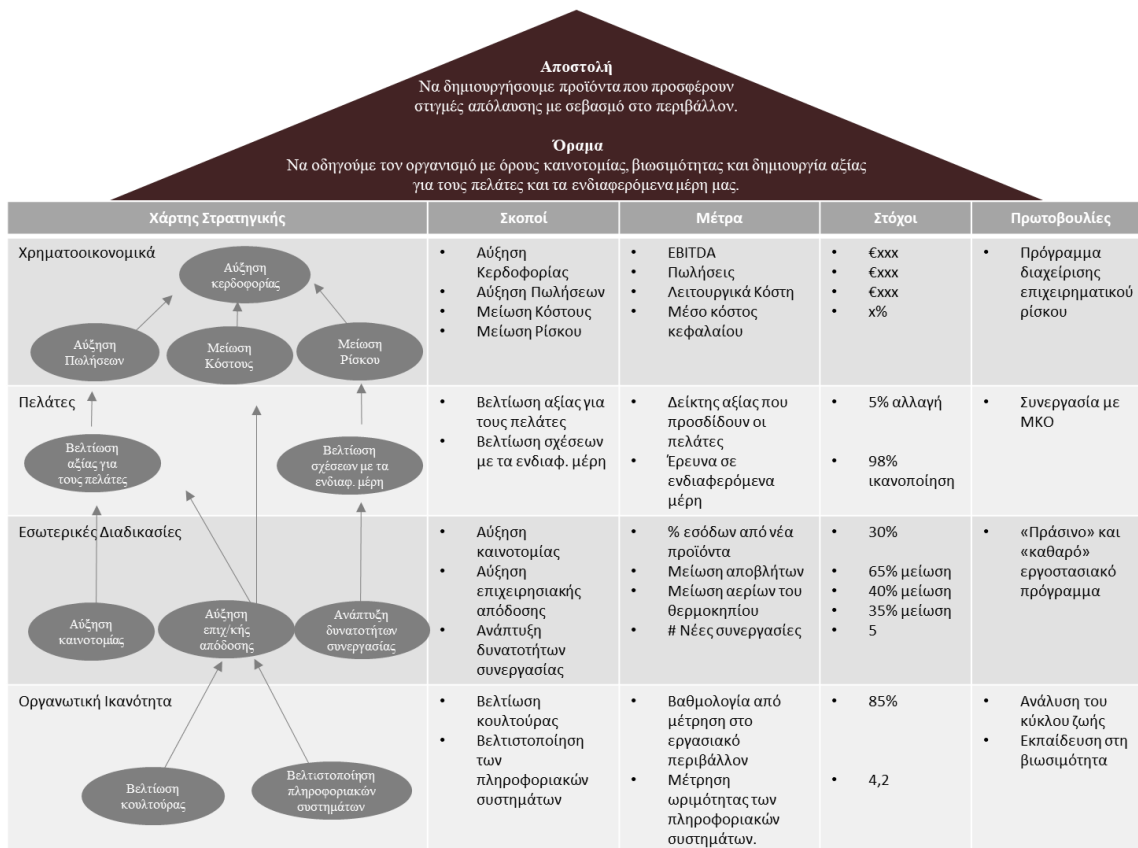 Αποστολή
Να δημιουργήσουμε προϊόντα που προσφέρουν
στιγμές απόλαυσης με σεβασμό στο περιβάλλον.
Όραμα
Να οδηγούμε τον οργανισμό με όρους καινοτομίας, βιωσιμότητας και δημιουργία αξίας
για τους πελάτες και τα ενδιαφερόμενα μέρη μας.
Χάρτης Στρατηγικής
Σκοποί
Μέτρα
Στόχοι
Πρωτοβουλίες
Χρηματοοικονομικά
Αύξηση
κερδοφορίας
Αύξηση
Πωλήσεων
Μείωση
Κόστους
Μείωση
Ρίσκου
• Αύξηση
Κερδοφορίας
• Αύξηση Πωλήσεων
• Μείωση Κόστους
• Μείωση Ρίσκου
• EBITDA
• Πωλήσεις
• Λειτουργικά Κόστη
• Μέσο κόστος
κεφαλαίου
• €xxx
• €xxx
• €xxx
• x%
• Πρόγραμμα
διαχείρισης
επιχειρηματικού
ρίσκου
Πελάτες
Βελτίωση
αξίας για
τους πελάτες
Βελτίωση
σχέσεων με τα
ενδιαφ. μέρη
• Βελτίωση αξίας για
τους πελάτες
• Βελτίωση σχέσεων
με τα ενδιαφ. μέρη
• Δείκτης αξίας που
προσδίδουν οι
πελάτες
• Έρευνα σε
ενδιαφερόμενα
μέρη
• 5% αλλαγή
• 98%
ικανοποίηση
• Συνεργασία με
ΜΚΟ
Εσωτερικές Διαδικασίες
Αύξηση
καινοτομίας
Αύξηση
επιχ/κής
απόδοσης
Ανάπτυξη
δυνατοτήτων
συνεργασίας
• Αύξηση
καινοτομίας
• Αύξηση
επιχειρησιακής
απόδοσης
• Ανάπτυξη
δυνατοτήτων
συνεργασίας
• % εσόδων από νέα
προϊόντα
• Μείωση αποβλήτων
• Μείωση αερίων του
θερμοκηπίου
• # Νέες συνεργασίες
• 30%
• 65% μείωση
• 40% μείωση
• 35% μείωση
• 5
• «Πράσινο» και
«καθαρό»
εργοστασιακό
πρόγραμμα
Οργανωτική Ικανότητα
Βελτίωση
κουλτούρας
Βελτιστοποίηση
πληροφοριακών
συστημάτων
• Βελτίωση
κουλτούρας
• Βελτιστοποίηση
των
πληροφοριακών
συστημάτων
• Βαθμολογία από
μέτρηση στο
εργασιακό
περιβάλλον
• Μέτρηση
ωριμότητας των
πληροφοριακών
συστημάτων.
• 85%
• 4,2
• Ανάλυση του
κύκλου ζωής
• Εκπαίδευση στη
βιωσιμότητα